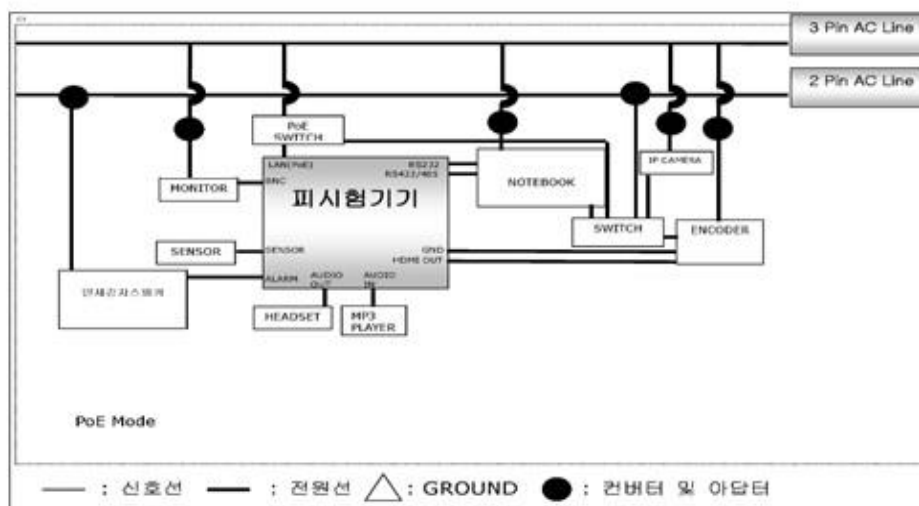 3 Pin AC Line
2 Pin AC Line
PoE
SWITCH
LAN(PoE)
RS232
RS422/485
BNC
MONITOR
피시험기기
NOTEBOOK
IP CAMERA
SWITCH
ENCODER
SENSOR
SENSOR
GND
HDMI OUT
ALARM
AUDIO
OUT
AUDIO
IN
HEADSET
MP3
PLAYER
PoE Mode
: 신호선
: 전원선
: GROUND
: 컨버터 및 아답터